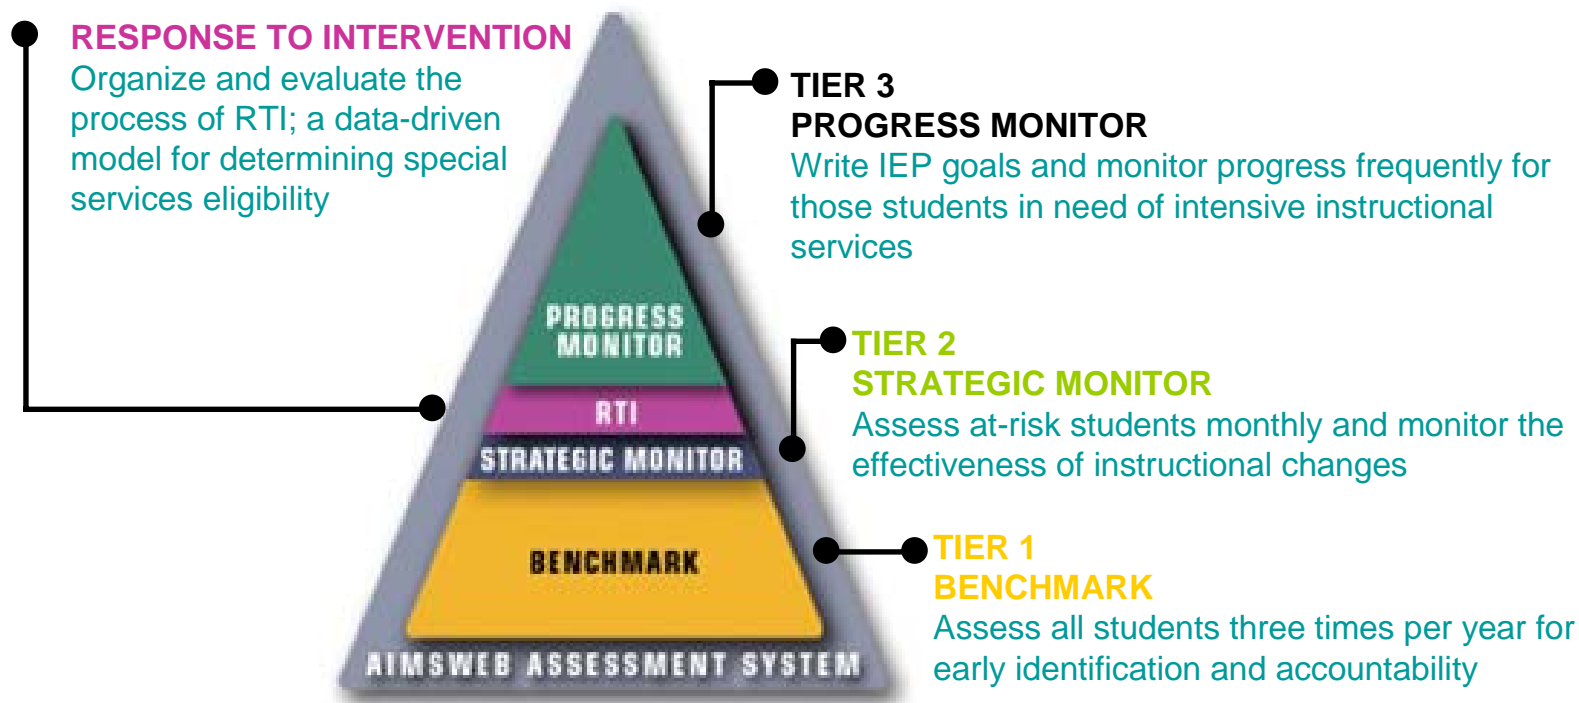 RESPONSE TO INTERVENTION
Organize and evaluate the
process of RTI; a data-driven
model for determining special
services eligibility
TIER 3
PROGRESS MONITOR
Write IEP goals and monitor progress frequently for
those students in need of intensive instructional
services
TIER 2
STRATEGIC MONITOR
Assess at-risk students monthly and monitor the
effectiveness of instructional changes
TIER 1
BENCHMARK
Assess all students three times per year for
early identification and accountability
PROGRESS
MONITOR
RTI
STRATEGIC MONITOR
BENCHMARK
AIMSWEB ASSESSMENT SYSTEM